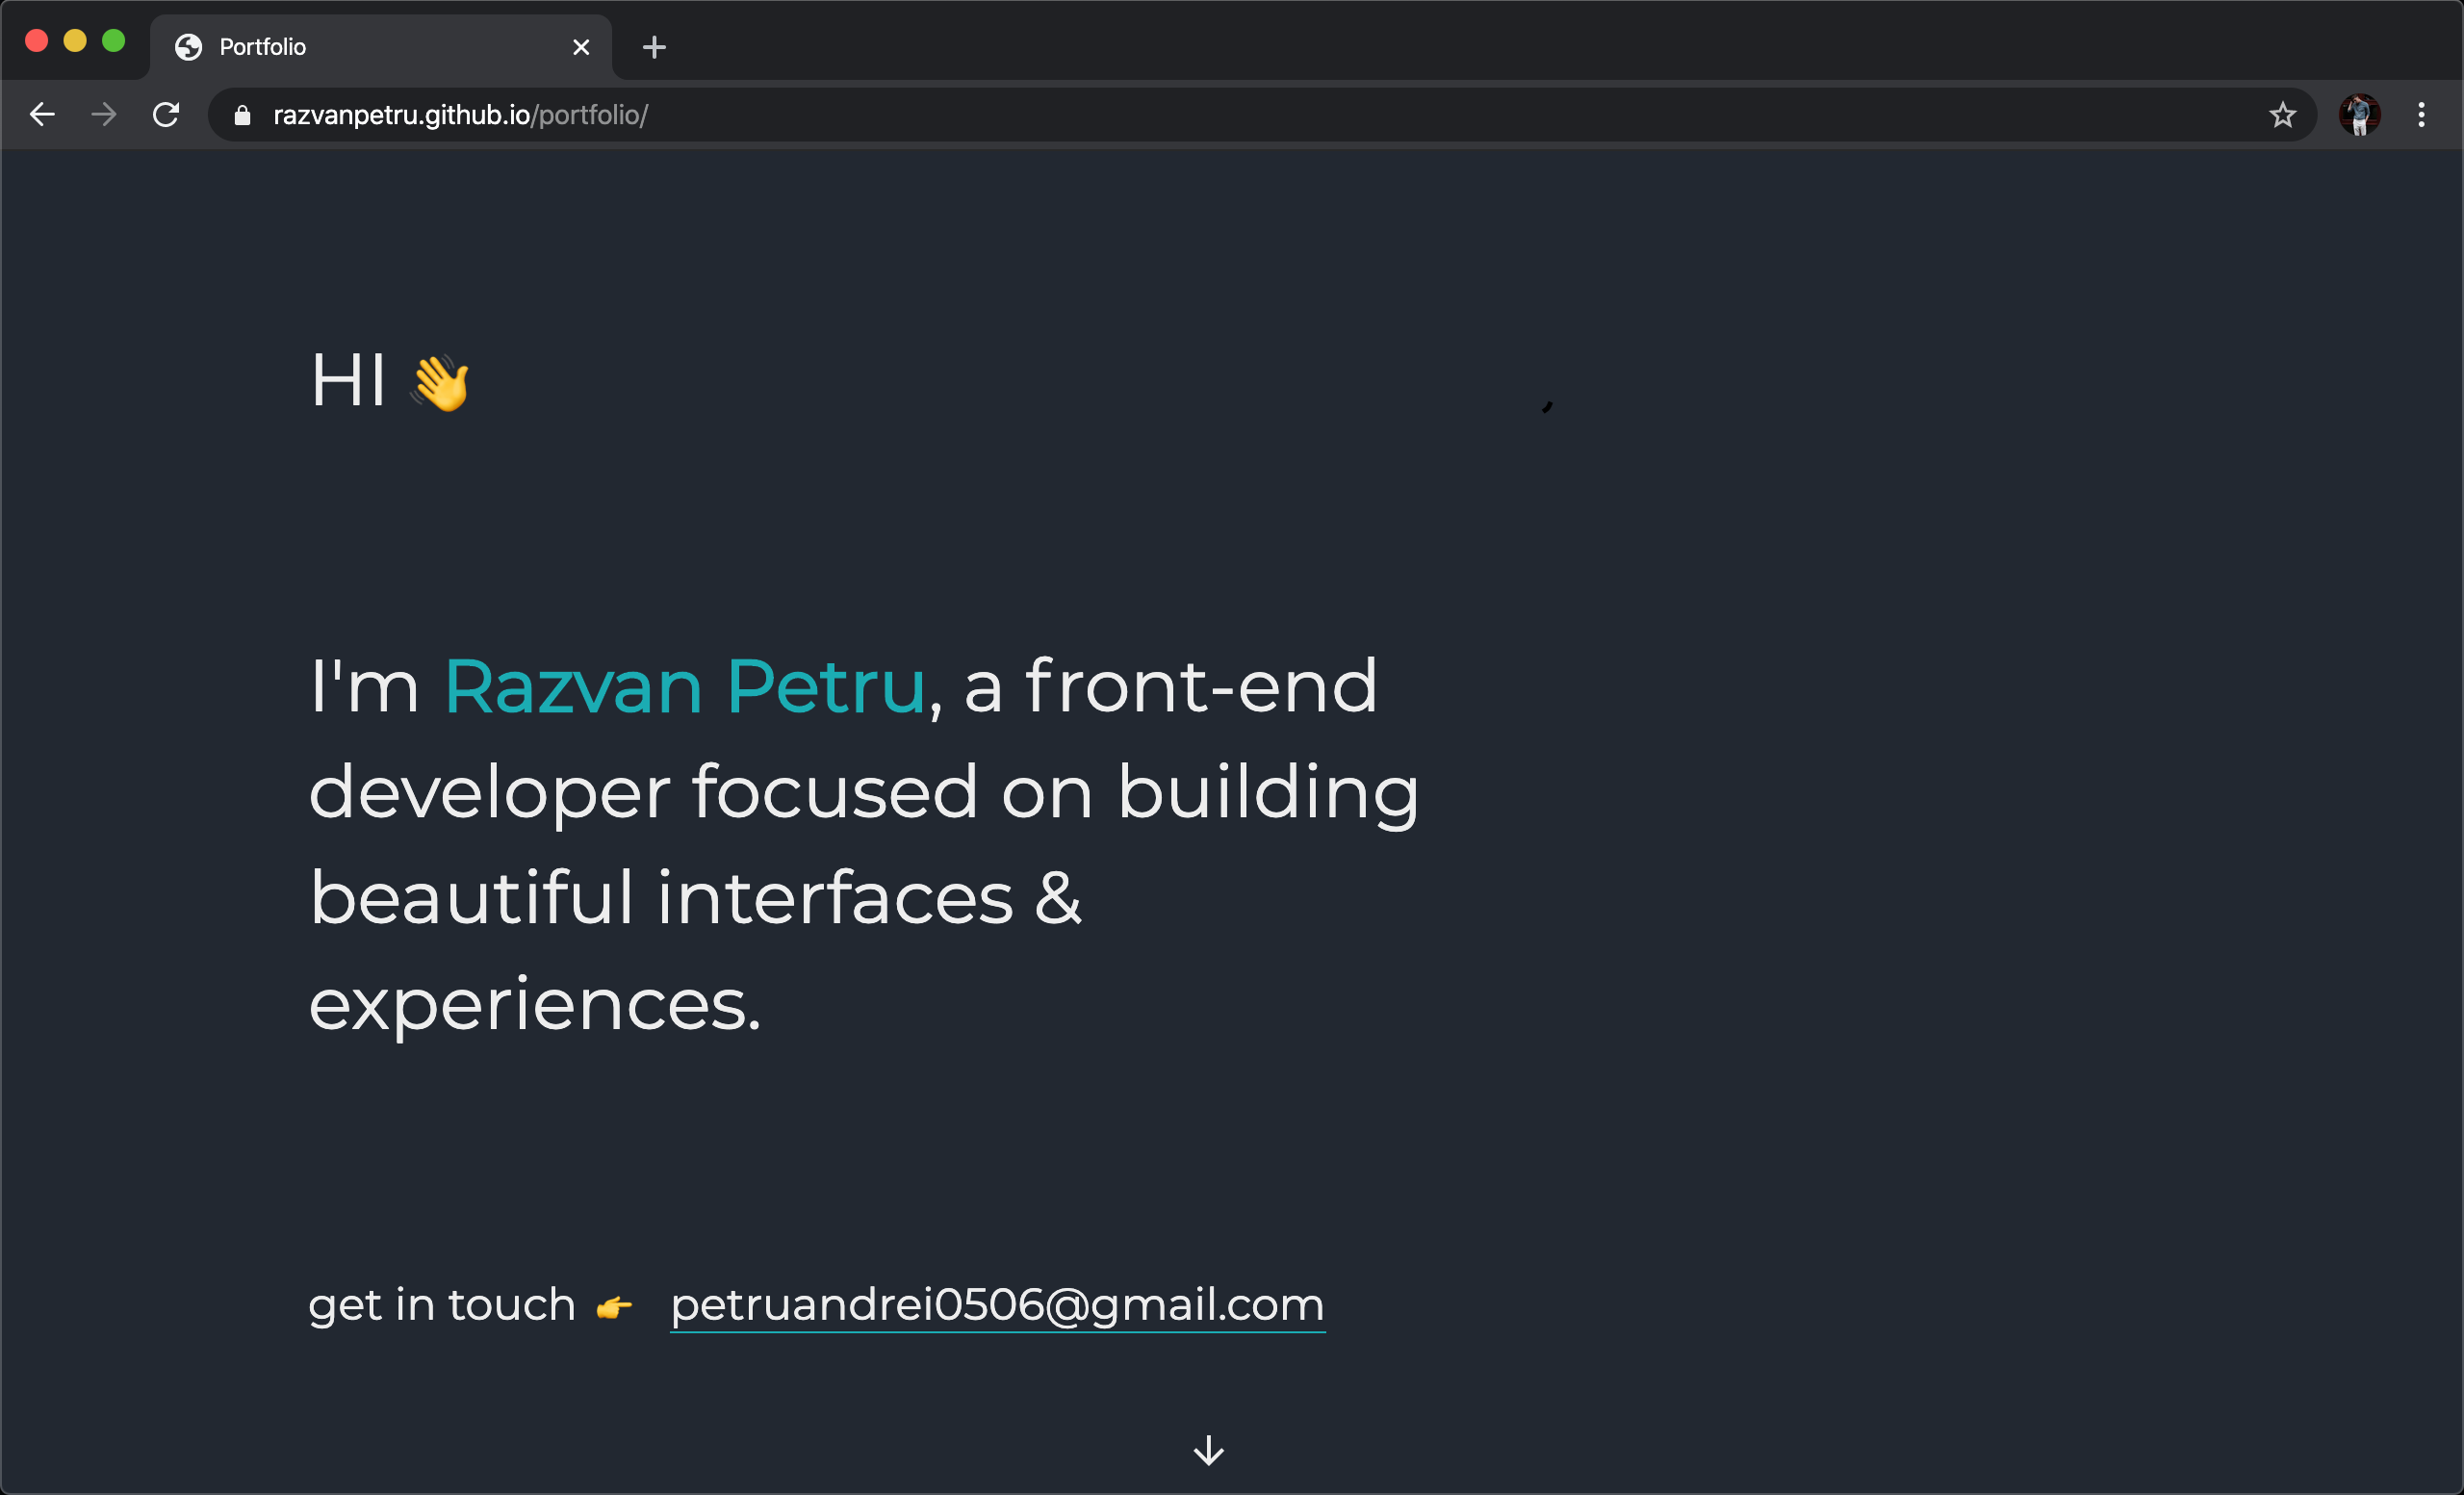 Portfolio
razvanpetru.github.io/portfolio/
HI 👋
I'm Razvan Petru, a front-end
developer focused on building
beautiful interfaces &
experiences.
get in touch 👉 petruandrei0506@gmail.com